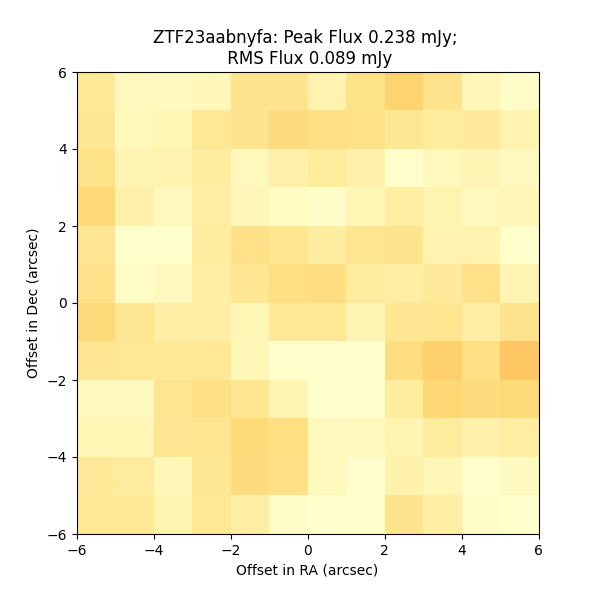 ZTF23aabnyfa: Peak Flux 0.238 mJy;
RMS Flux 0.089 mJy
6
4
2
0
−2
−4
−6
Offset in Dec (arcsec)
−6 −4 −2 0 2 4 6
Offset in RA (arcsec)